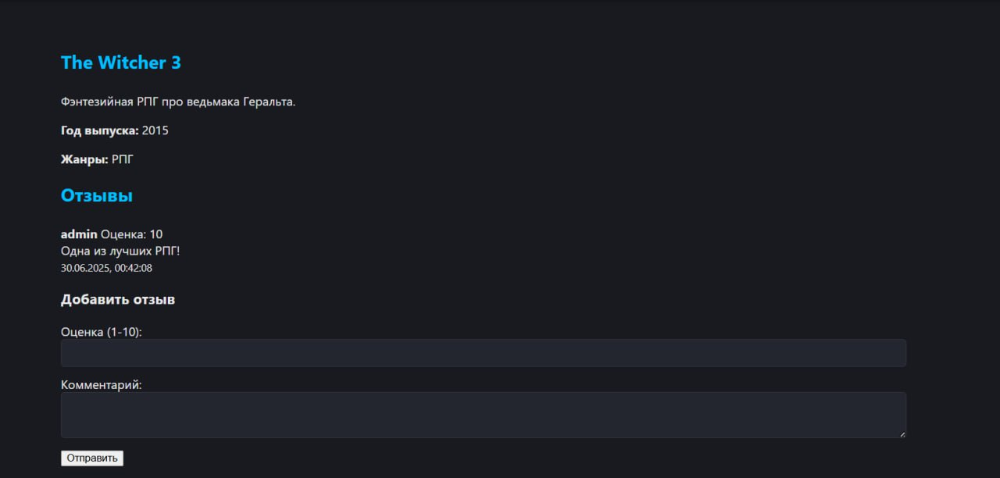 The Witcher 3
Фэнтезийная РПГ про ведьмака Геральта.
Год выпуска: 2015
Жанры: РПГ
Отзывы
admin Оценка: 10
Одна из лучших РПГ!
30.06.2025, 00:42:08
Добавить отзыв
Оценка (1-10):
Комментарий:
Отправить